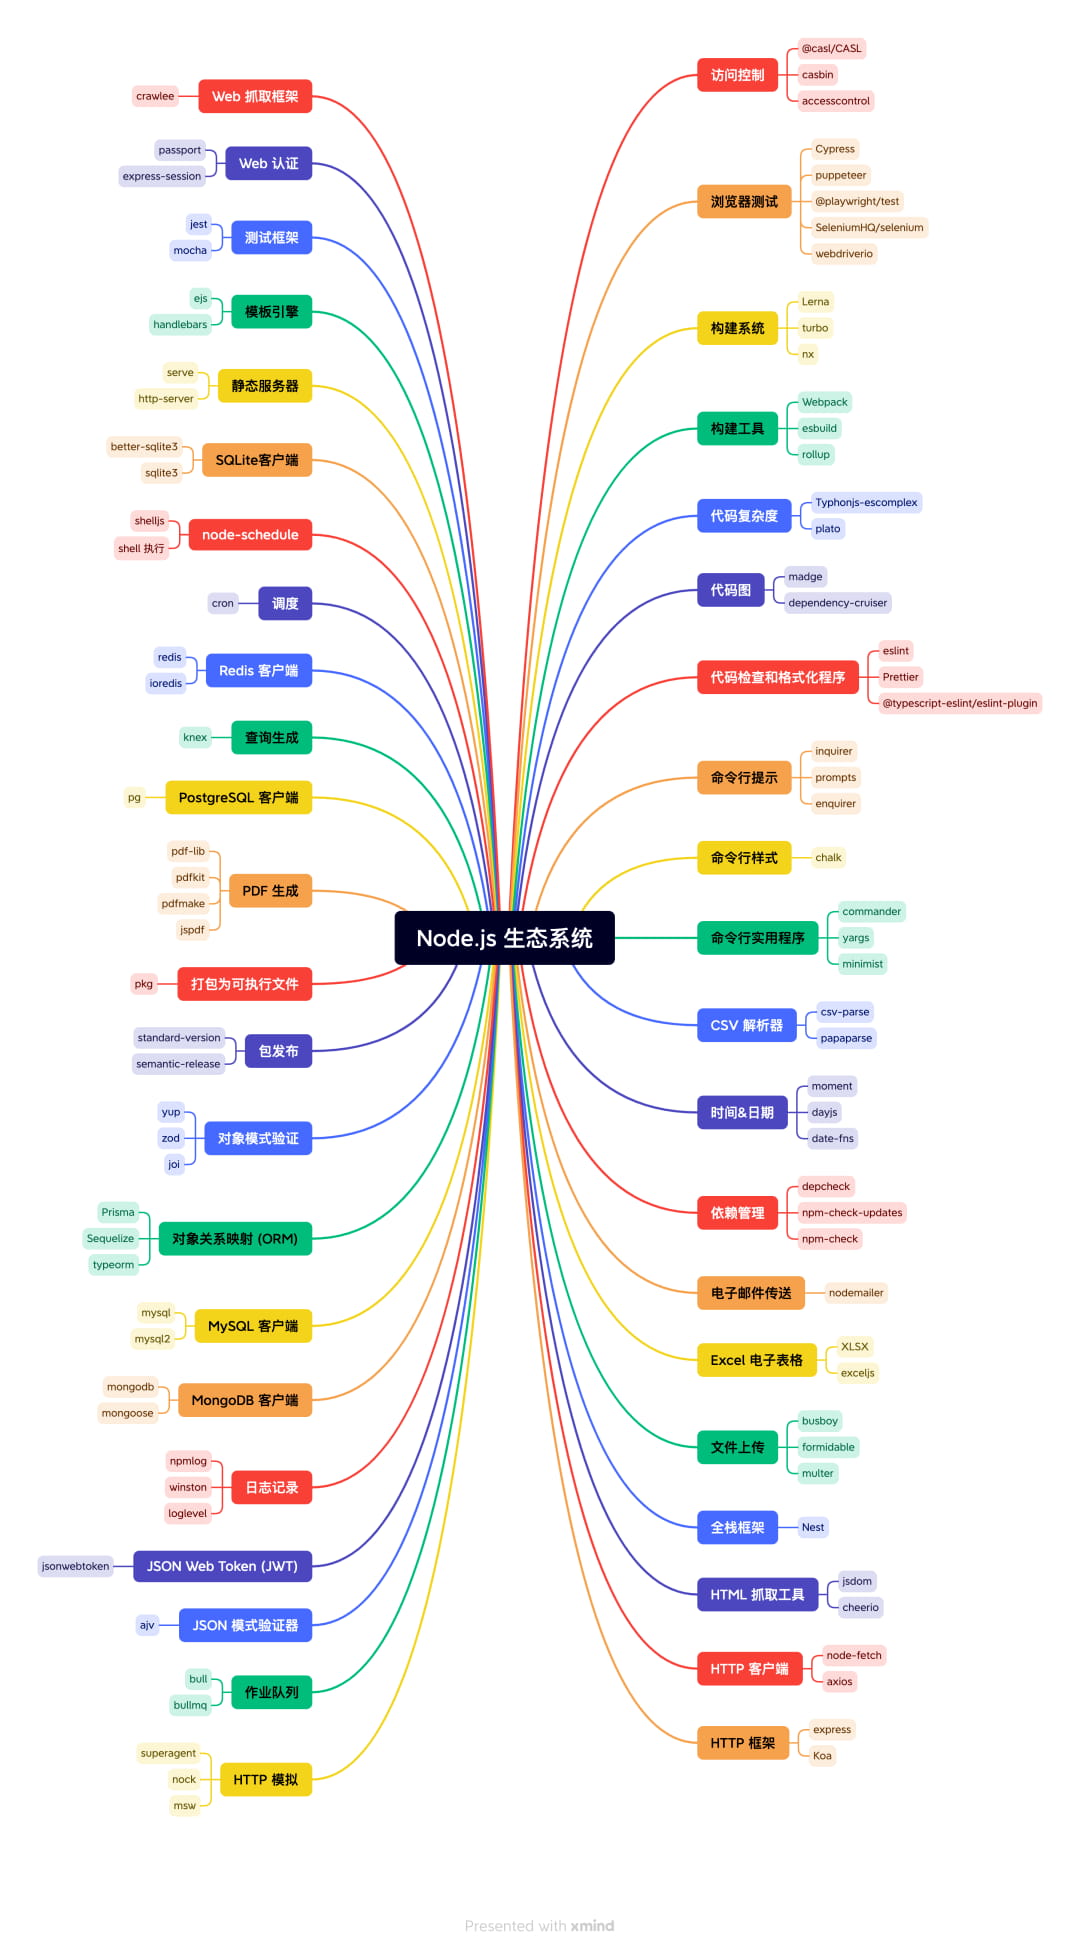 Node.js 生态系统
访问控制
@casl/CASL
casbin
accesscontrol
浏览器测试
Cypress
puppeteer
@playwright/test
SeleniumHQ/selenium
webdriverio
构建系统
Lerna
turbo
nx
构建工具
Webpack
esbuild
rollup
代码复杂度
Typhonjs-escomplex
plato
代码图
madge
dependency-cruiser
代码检查和格式化程序
eslint
Prettier
@typescript-eslint/eslint-plugin
命令行提示
inquirer
prompts
enquirer
命令行样式
chalk
命令行实用程序
commander
yargs
minimist
CSV 解析器
csv-parse
papaparse
时间&日期
moment
dayjs
date-fns
依赖管理
depcheck
npm-check-updates
npm-check
电子邮件传送
nodemailer
Excel 电子表格
XLSX
exceljs
文件上传
busboy
formidable
multer
全栈框架
Nest
HTML 抓取工具
jsdom
cheerio
HTTP 客户端
node-fetch
axios
HTTP 框架
express
Koa
Web 抓取框架
crawlee
Web 认证
passport
express-session
测试框架
jest
mocha
模板引擎
ejs
handlebars
静态服务器
serve
http-server
SQLite客户端
better-sqlite3
sqlite3
node-schedule
shelljs
shell 执行
调度
cron
Redis 客户端
redis
ioredis
查询生成
knex
PostgreSQL 客户端
pg
PDF 生成
pdf-lib
pdfkit
pdfmake
jspdf
打包为可执行文件
pkg
包发布
standard-version
semantic-release
对象模式验证
yup
zod
joi
对象关系映射 (ORM)
Prisma
Sequelize
typeorm
MySQL 客户端
mysql
mysql2
MongoDB 客户端
mongodb
mongoose
日志记录
npmlog
winston
loglevel
JSON Web Token (JWT)
jsonwebtoken
JSON 模式验证器
ajv
作业队列
bull
bullmq
HTTP 模拟
superagent
nock
msw
Presented with xmind